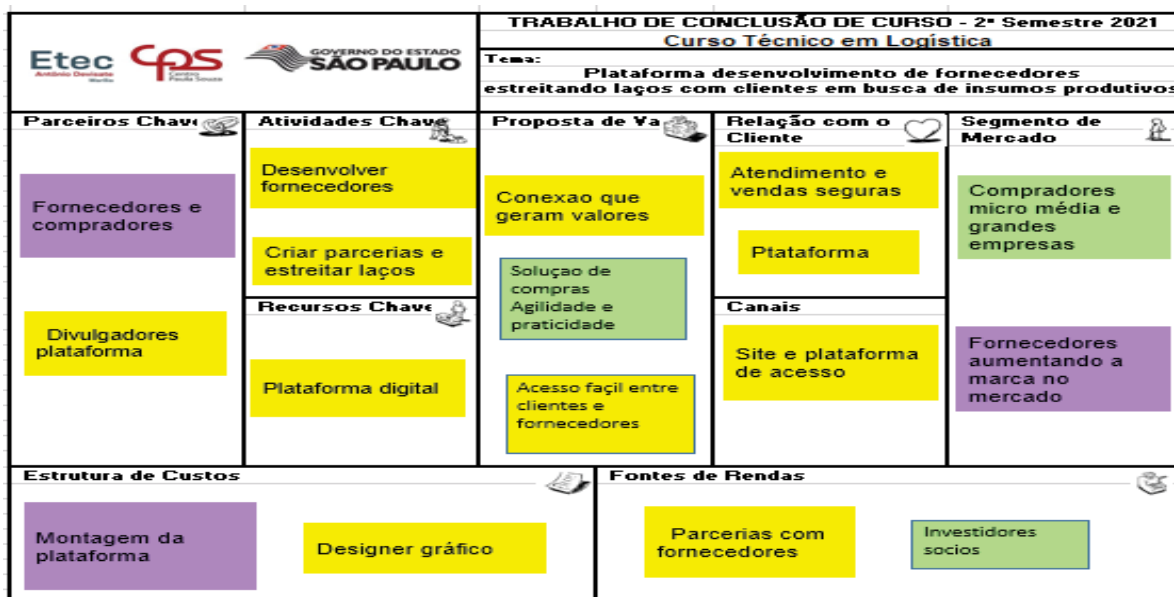 Etec
Antônio Devisate
Marília
CPS
Centro
Paula Souza
GOVERNO DO ESTADO
SÃO PAULO
TRABALHO DE CONCLUSÃO DE CURSO - 2º Semestre 2021
Curso Técnico em Logística
Tema:
Plataforma desenvolvimento de fornecedores
estreitando laços com clientes em busca de insumos produtivos
Parceiros Chave
Fornecedores e
compradores
Divulgadores
plataforma
Atividades Chave
Desenvolver
fornecedores
Criar parcerias e
estreitar laços
Recursos Chave
Plataforma digital
Proposta de Va
Conexao que
geram valores
Soluçao de
compras
Agilidade e
praticidade
Acesso façil entre
clientes e
fornecedores
Relação com o
Cliente
Atendimento e
vendas seguras
Ptataforma
Canais
Site e plataforma
de acesso
Segmento de
Mercado
Compradores
micro média e
grandes
empresas
Fornecedores
aumentando a
marca no
mercado
Estrutura de Custos
Montagem da
plataforma
Designer gráfico
Fontes de Rendas
Parcerias com
fornecedores
Investidores
socios